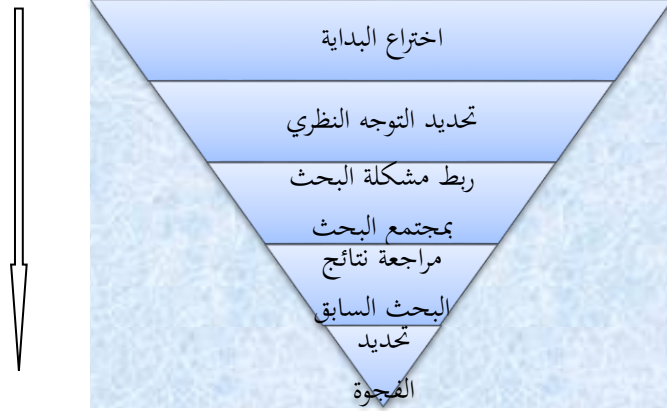 اختراع البداية
تحديد التوجه النظري
ربط مشكلة البحث
بمجتمع البحث
مراجعة نتائج
البحث السابق
تحديد
الفجوة